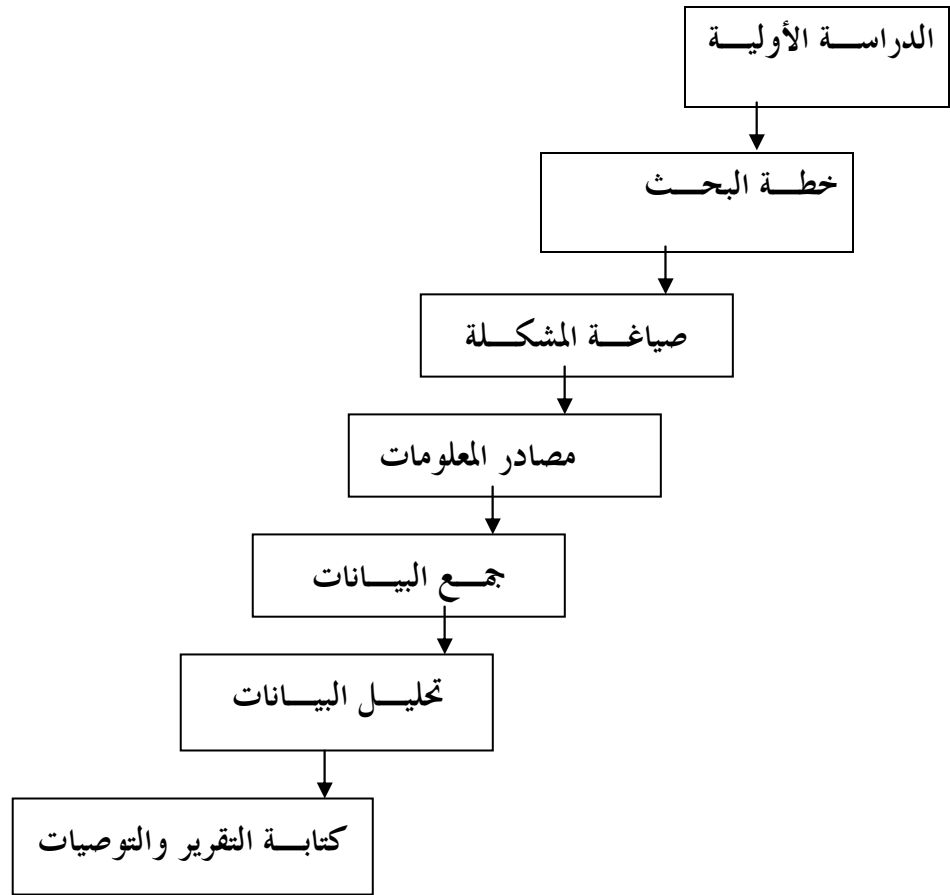 الدراسة الأولية
خطة البحث
صياغة المشكلة
مصادر المعلومات
جمع البيانات
تحليل البيانات
كتابة التقرير والتوصيات